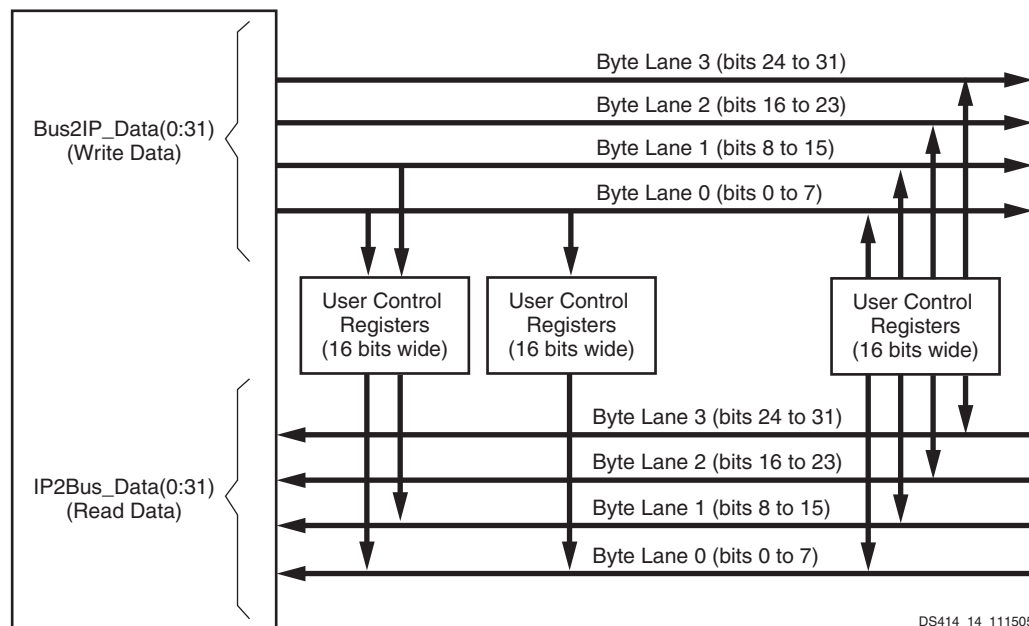 Byte Lane 3 (bits 24 to 31)
Byte Lane 2 (bits 16 to 23)
Bus2IP_Data(0:31)
(Write Data)
Byte Lane 1 (bits 8 to 15)
Byte Lane 0 (bits 0 to 7)
User Control
Registers
(16 bits wide)
User Control
Registers
(16 bits wide)
User Control
Registers
(16 bits wide)
Byte Lane 3 (bits 24 to 31)
Byte Lane 2 (bits 16 to 23)
IP2Bus_Data(0:31)
(Read Data)
Byte Lane 1 (bits 8 to 15)
Byte Lane 0 (bits 0 to 7)
DS414_14_111505